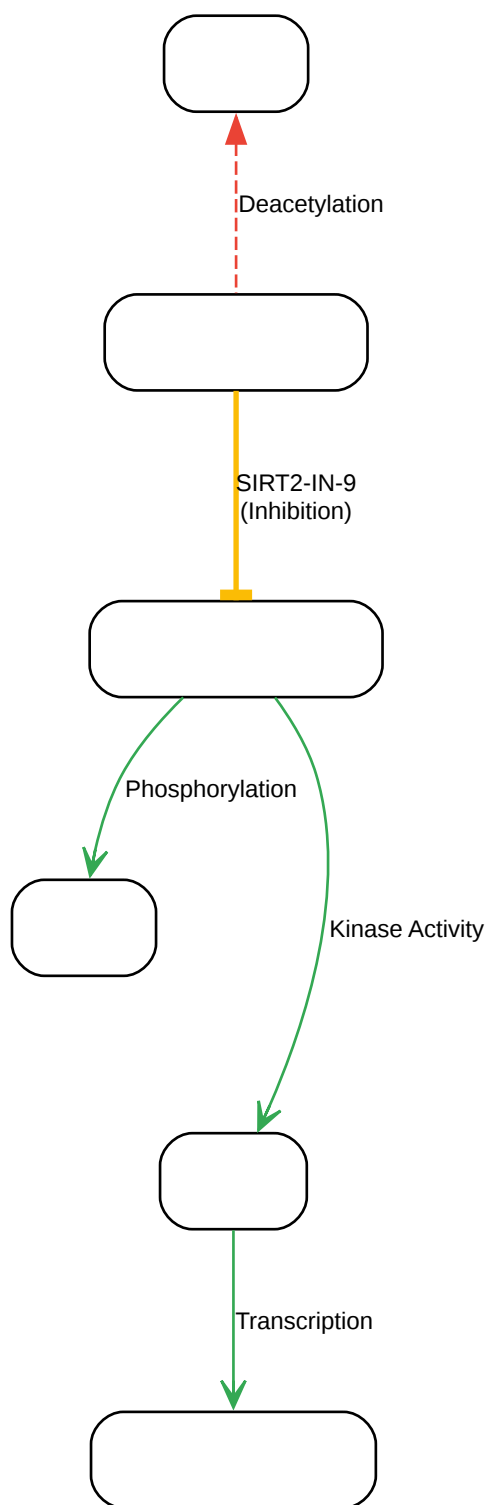 Deacetylation
SIRT2-IN-9
(Inhibition)
Phosphorylation
Kinase Activity
Transcription